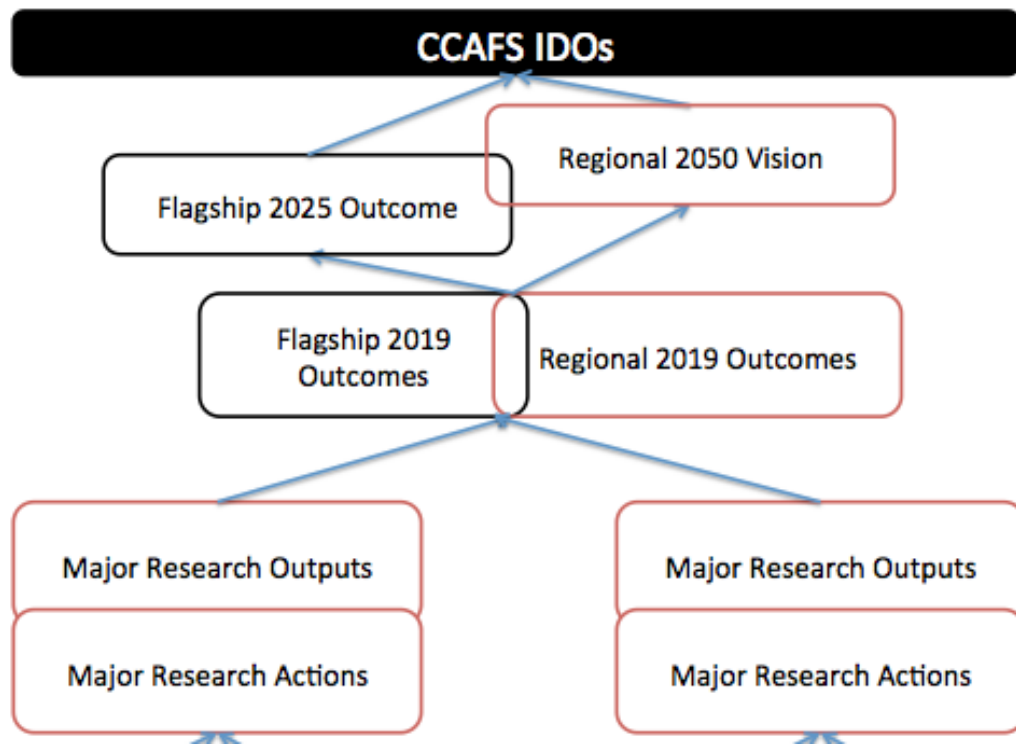 CCAFS IDOs
Regional 2050 Vision
Flagship 2025 Outcome
Flagship 2019
Outcomes
Regional 2019 Outcomes
Major Research Outputs
Major Research Outputs
Major Research Actions
Major Research Actions